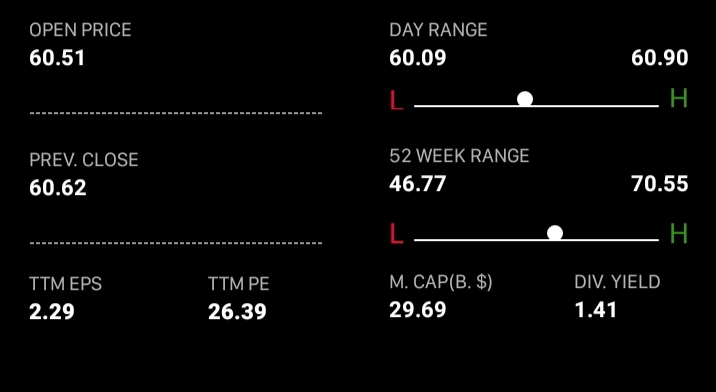 OPEN PRICE
60.51
DAY RANGE
60.09 60.90
L H
PREV. CLOSE
60.62
52 WEEK RANGE
46.77 70.55
L H
TTM EPS TTM PE
2.29 26.39
M. CAP(B. $) DIV. YIELD
29.69 1.41